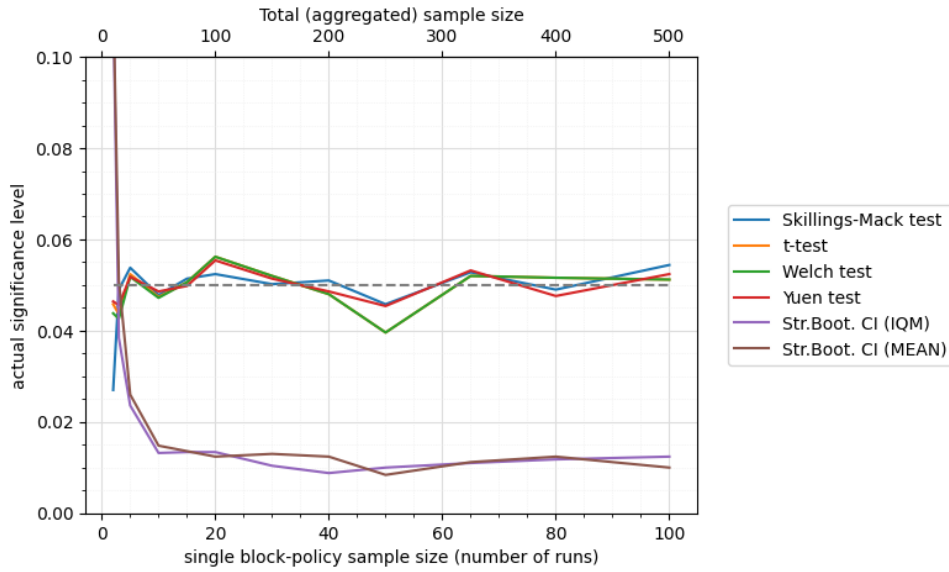 Total (aggregated) sample size
0 100 200 300 400 500
0.10
0.08
0.06
0.04
0.02
0.00
actual significance level
0 20 40 60 80 100
single block-policy sample size (number of runs)
Skillings-Mack test
t-test
Welch test
Yuen test
Str.Boot. CI (IQM)
Str.Boot. CI (MEAN)